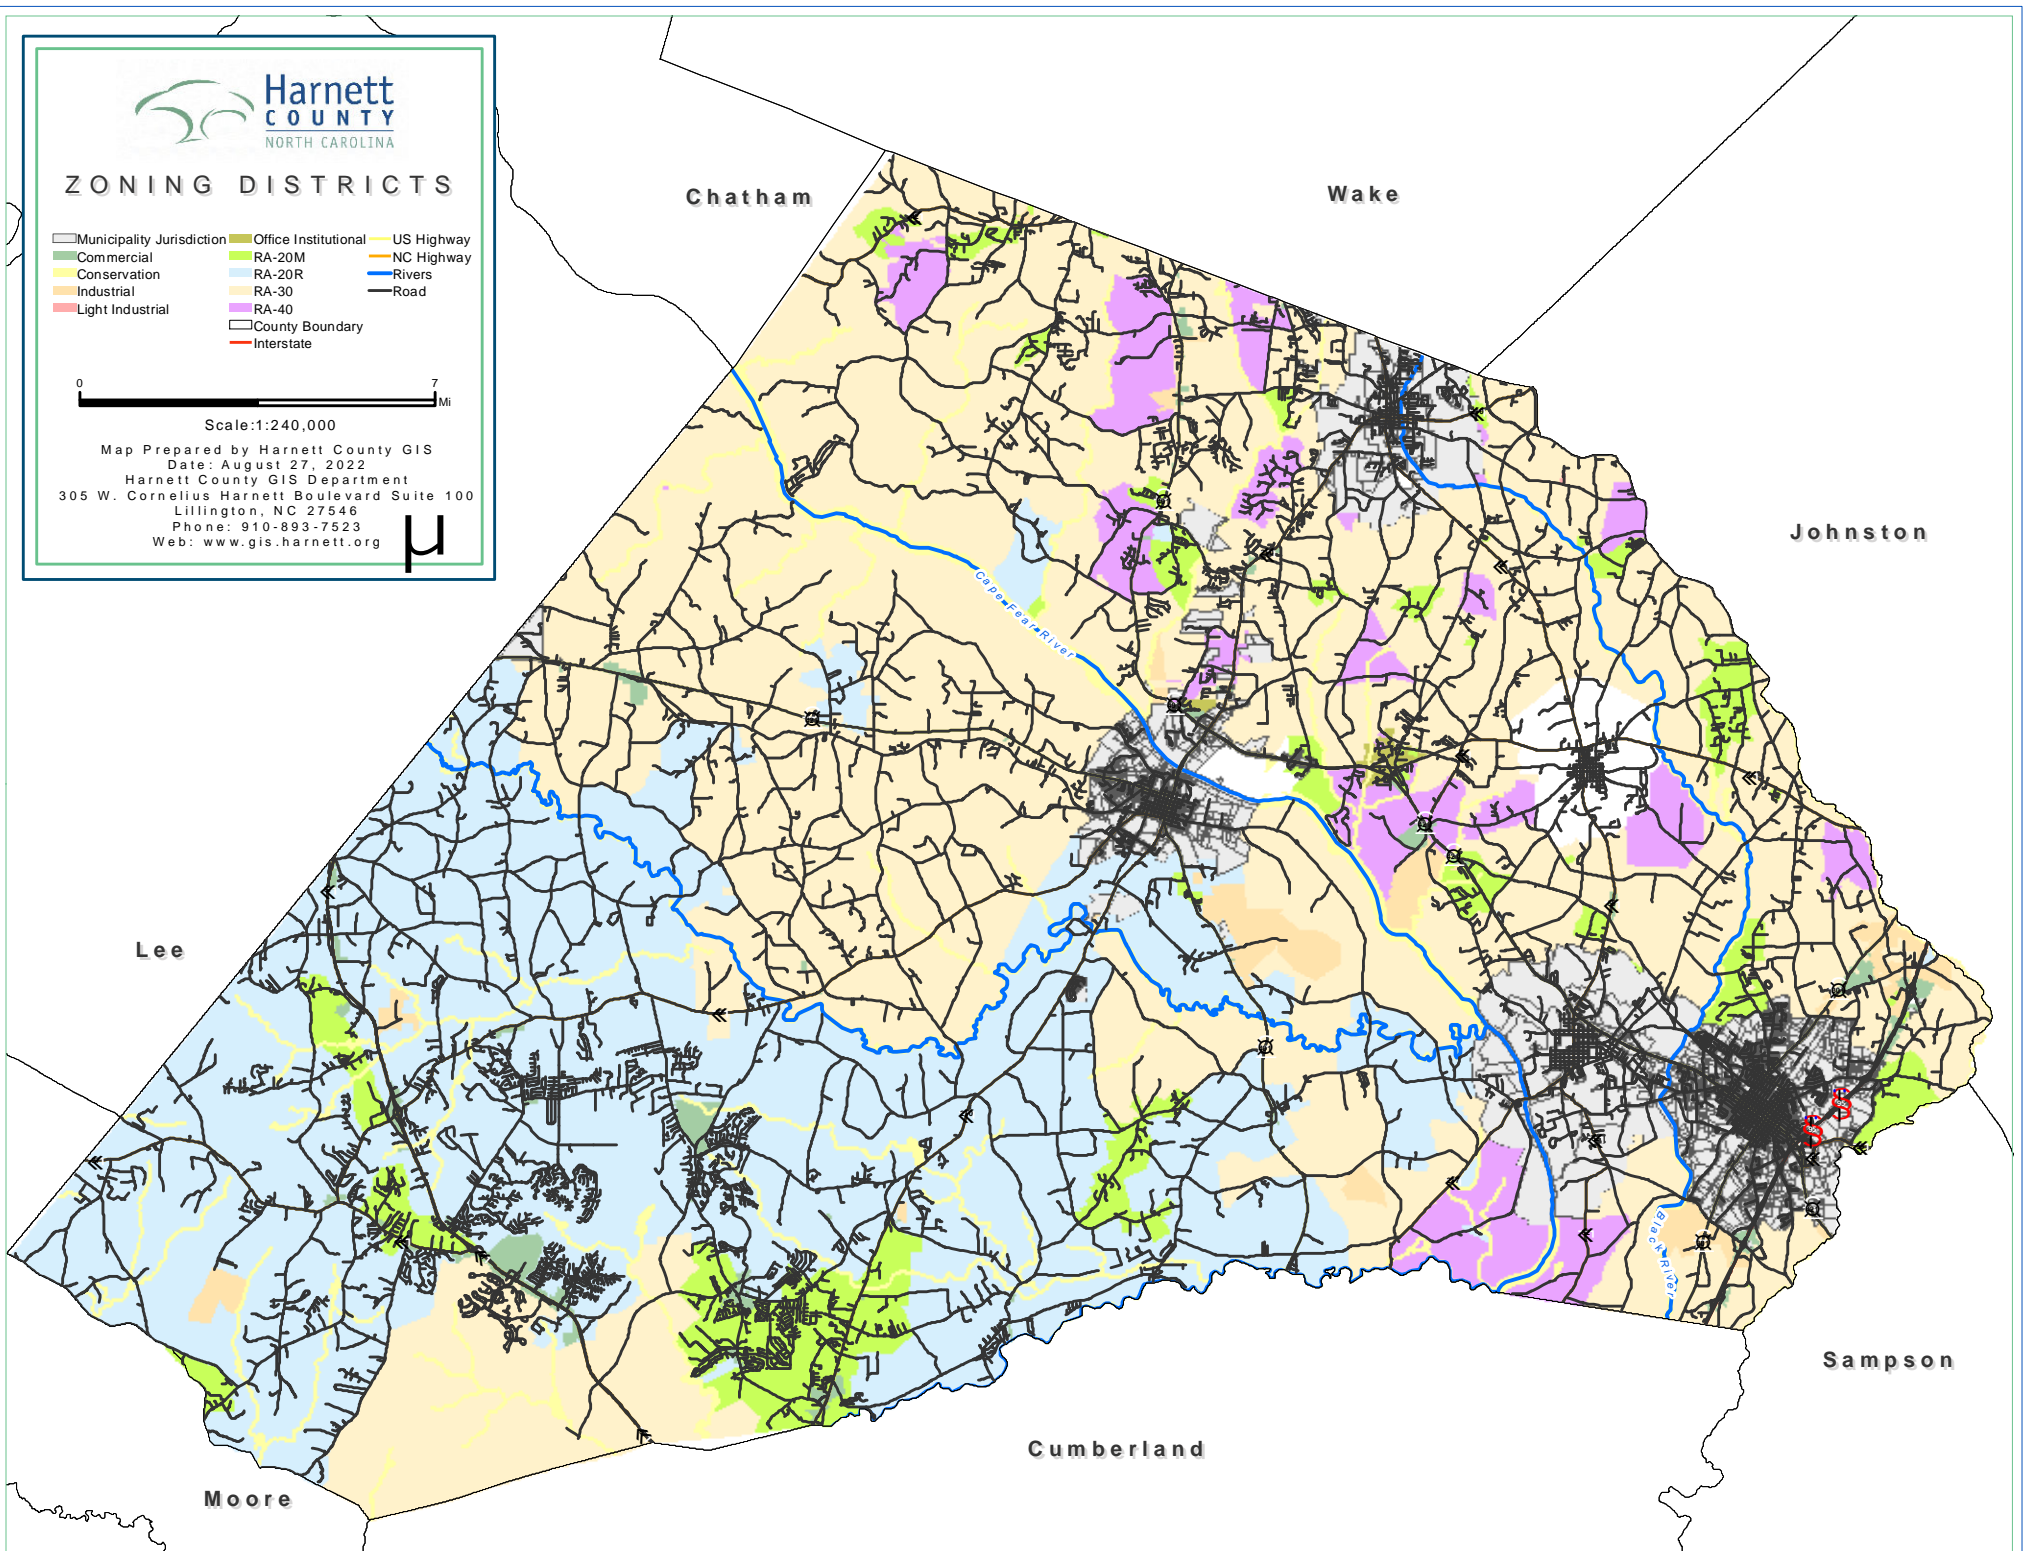 Harnett
COUNTY
NORTH CAROLINA
ZONING DISTRICTS
Municipality Jurisdiction
Commercial
Conservation
Industrial
Light Industrial
Office Institutional
RA-20M
RA-20R
RA-30
RA-40
County Boundary
Interstate
US Highway
NC Highway
Rivers
Road
0 7
Mi
Scale:1:240,000
Map Prepared by Harnett County GIS
Date: August 27, 2022
Harnett County GIS Department
305 W. Cornelius Harnett Boulevard Suite 100
Lillington, NC 27546
Phone: 910-893-7523
Web: www.gis.harnett.org
µ
Chatham
Wake
Johnston
Cape Fear River
Lee
Black River
Sampson
Cumberland
Moore